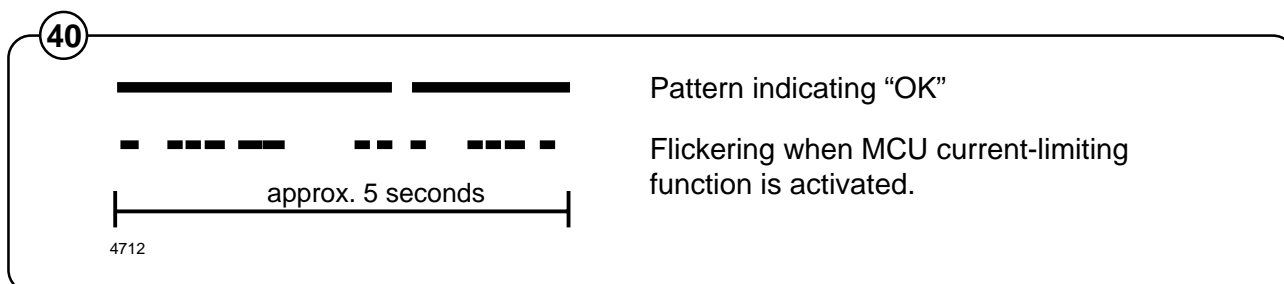 40
Pattern indicating “OK”
Flickering when MCU current-limiting
function is activated.
approx. 5 seconds
4712